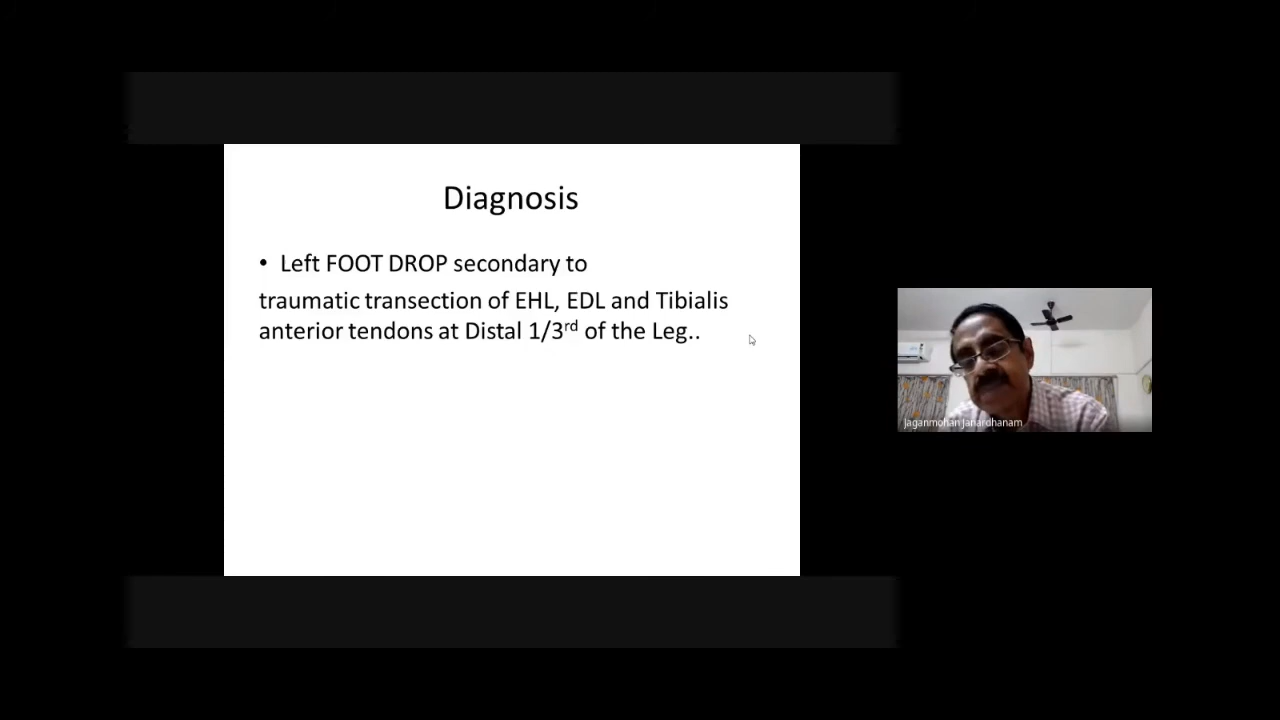 Diagnosis
• Left FOOT DROP secondary to
traumatic transection of EHL, EDL and Tibialis
anterior tendons at Distal 1/3rd of the Leg..
Jaganmohan Janardhanam